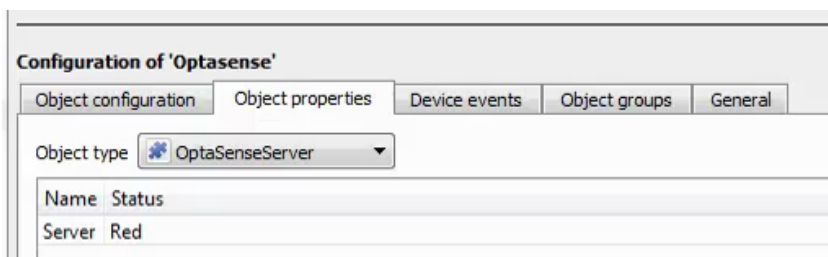 Configuration of 'Optasense'
Object configuration Object properties Device events Object groups General
Object type OptaSenseServer
Name Status
Server Red